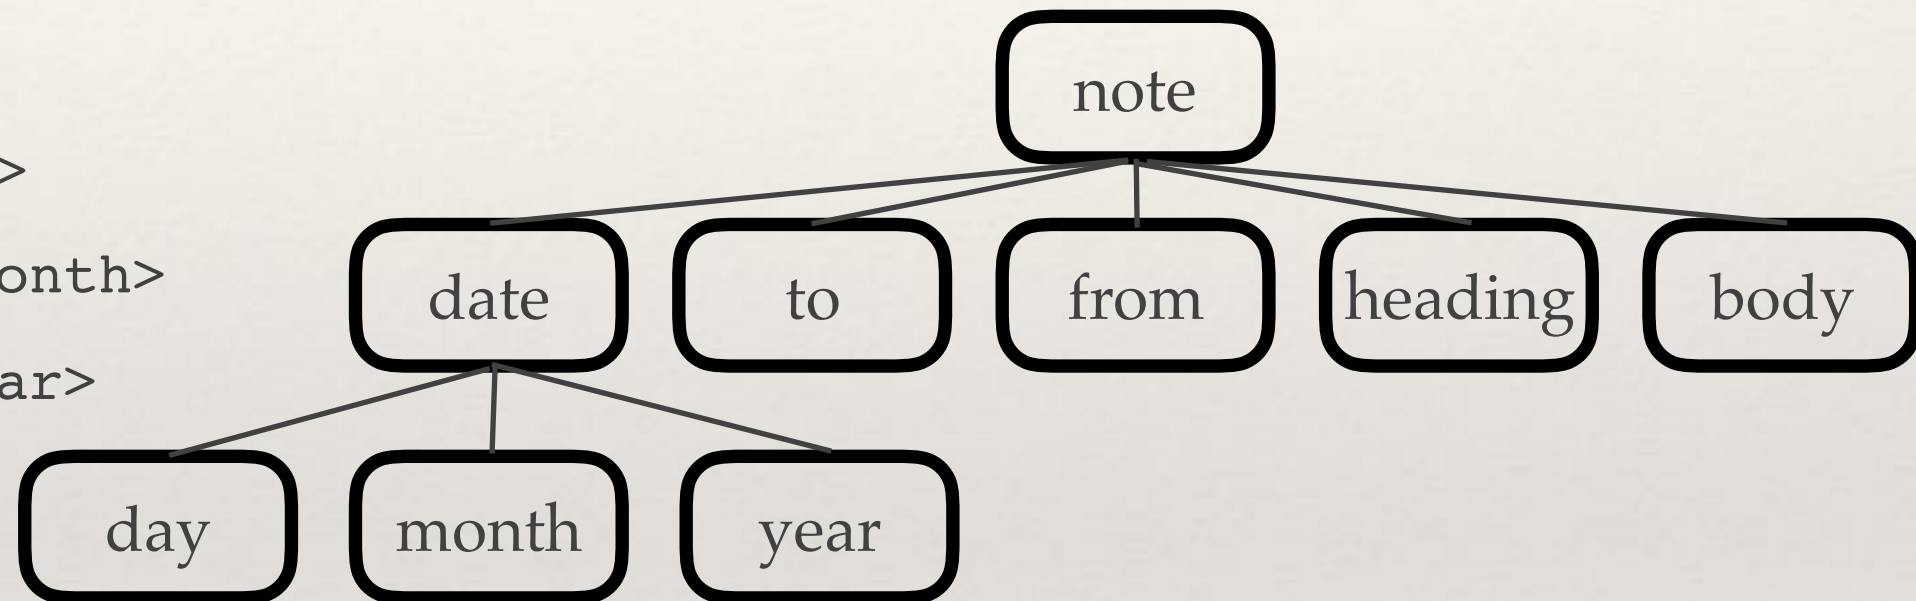 note
>
onth>
date to from heading body
ar>
day month year